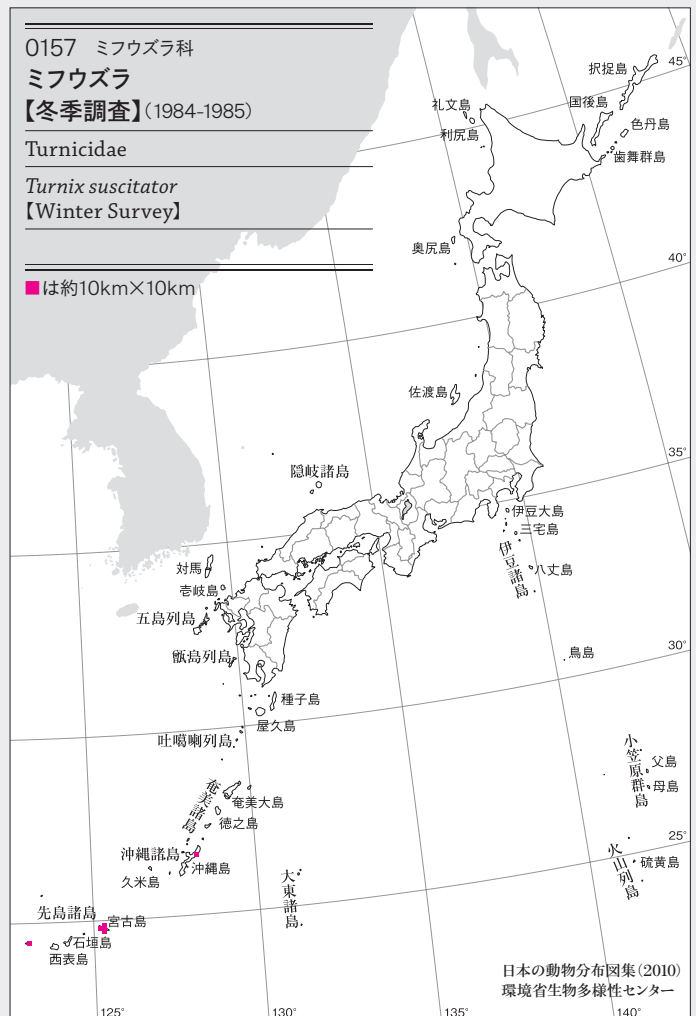 0157 ミフウズラ科
ミフウズラ
【冬季調査】(1984-1985)
Turnicidae
Turnix suscitator
【Winter Survey】
■は約10km×10km
45°
択捉島
国後島
色丹島
歯舞群島
礼文島
利尻島
奥尻島
40°
佐渡島
35°
隠岐諸島
伊豆大島
三宅島
伊豆諸島
八丈島
対馬
壱岐島
五島列島
甑島列島
鳥島
30°
種子島
屋久島
吐噶喇列島
小笠原群島
父島
母島
奄美諸島
奄美大島
徳之島
25°
沖縄諸島
沖縄島
久米島
大東諸島
火山列島
硫黄島
先島諸島
宮古島
石垣島
西表島
日本の動物分布図集(2010)
環境省生物多様性センター
125°
130°
135°
140°